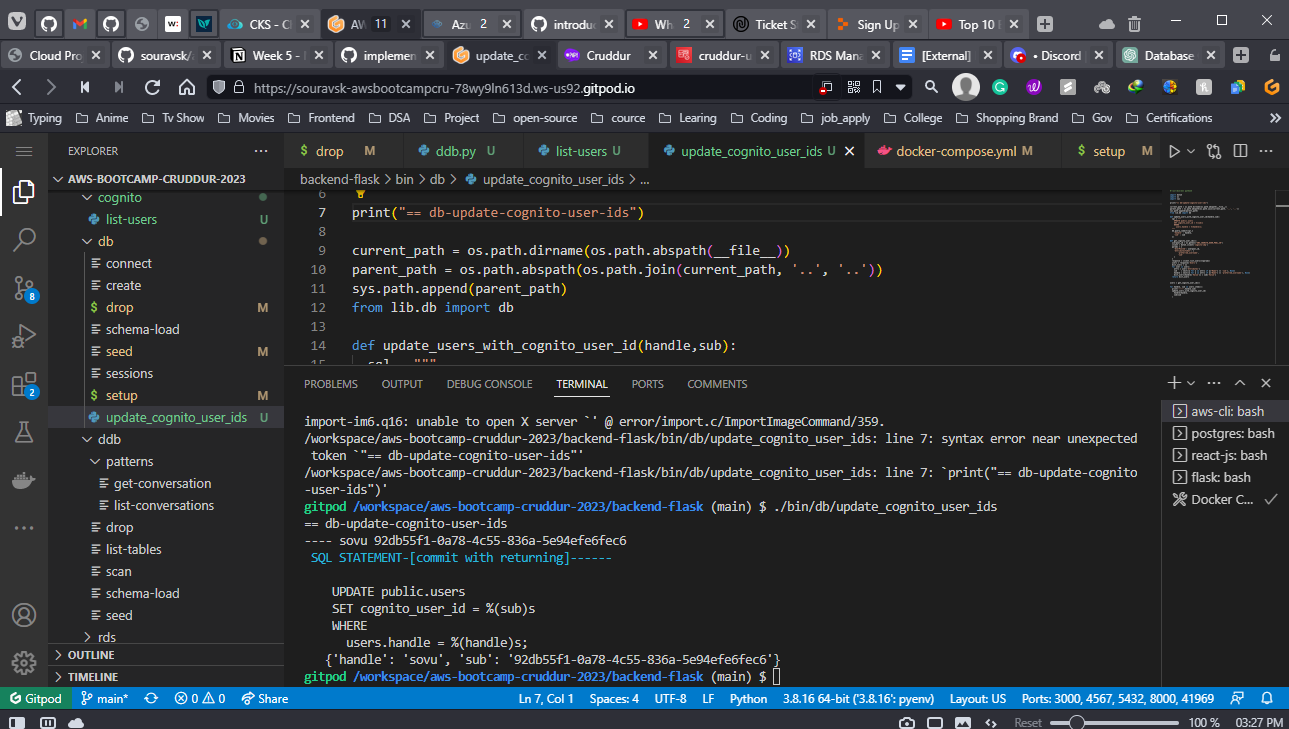 CKS - C
AW 11
Azu 2
introduc
Wh 2
Ticket S
Sign Up
Top 10
Cloud Pro
souravsk/
Week 5 -
implemen
update_co
Cruddur
cruddur-u
RDS Man
[External]
• Discord
Database
https://souravsk-awsbootcampcru-78wy9ln613d.ws-us92.gitpod.io
Typing Anime Tv Show Movies Frontend DSA Project open-source cource Learing Coding job_apply College Shopping Brand Gov Certifications
EXPLORER
$ drop M
ddb.py U
list-users U
update_cognito_user_ids U
docker-compose.yml M
$ setup M
AWS-BOOTCAMP-CRUDDUR-2023
backend-flask > bin > db > update_cognito_user_ids > ...
cognito
list-users U
db
connect
create
$ drop M
schema-load
$ seed M
sessions
$ setup M
update_cognito_user_ids U
ddb
patterns
get-conversation
list-conversations
drop
list-tables
scan
schema-load
seed
rds
OUTLINE
TIMELINE
6
7 print("== db-update-cognito-user-ids")
8
9 current_path = os.path.dirname(os.path.abspath(__file__))
10 parent_path = os.path.abspath(os.path.join(current_path, '..', '..'))
11 sys.path.append(parent_path)
12 from lib.db import db
13
14 def update_users_with_cognito_user_id(handle,sub):
15 sql = """
PROBLEMS OUTPUT DEBUG CONSOLE TERMINAL PORTS COMMENTS
import-im6.q16: unable to open X server `' @ error/import.c/ImportImageCommand/359.
/workspace/aws-bootcamp-cruddur-2023/backend-flask/bin/db/update_cognito_user_ids: line 7: syntax error near unexpected
token `"== db-update-cognito-user-ids"'
/workspace/aws-bootcamp-cruddur-2023/backend-flask/bin/db/update_cognito_user_ids: line 7: `print("== db-update-cognito
-user-ids")'
gitpod /workspace/aws-bootcamp-cruddur-2023/backend-flask (main) $ ./bin/db/update_cognito_user_ids
== db-update-cognito-user-ids
---- sovu 92db55f1-0a78-4c55-836a-5e94efe6fec6
SQL STATEMENT-[commit with returning]------
UPDATE public.users
SET cognito_user_id = %(sub)s
WHERE
users.handle = %(handle)s;
{'handle': 'sovu', 'sub': '92db55f1-0a78-4c55-836a-5e94efe6fec6'}
gitpod /workspace/aws-bootcamp-cruddur-2023/backend-flask (main) $
aws-cli: bash
postgres: bash
react-js: bash
flask: bash
Docker C...
8
2
Gitpod main* 0 0 Share Ln 7, Col 1 Spaces: 4 UTF-8 LF Python 3.8.16 64-bit ('3.8.16': pyenv) Layout: US Ports: 3000, 4567, 5432, 8000, 41969
Reset 100 % 03:27 PM